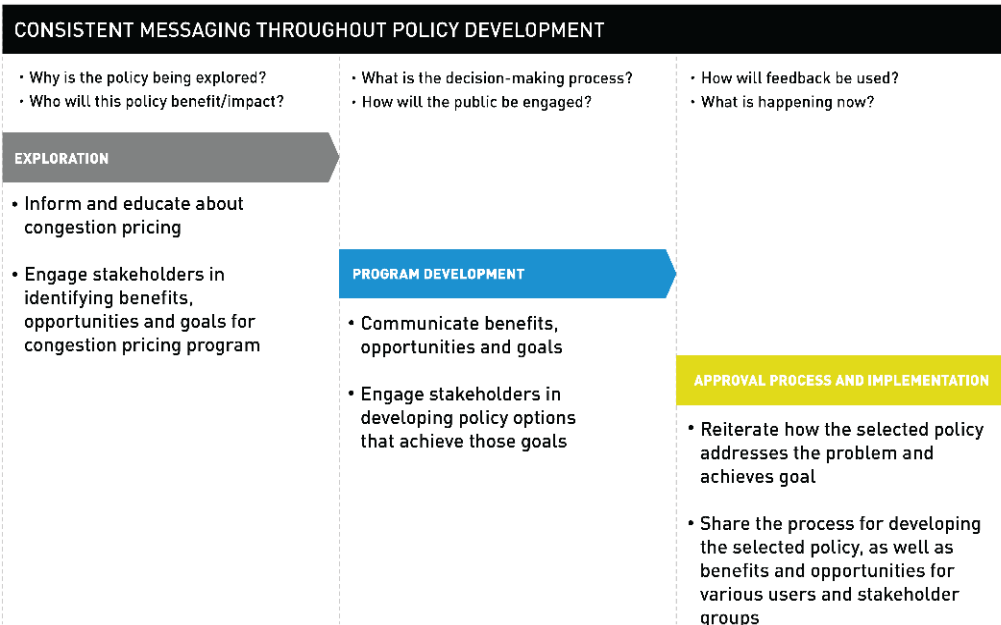 CONSISTENT MESSAGING THROUGHOUT POLICY DEVELOPMENT
• Why is the policy being explored?
• Who will this policy benefit/impact?
• What is the decision-making process?
• How will the public be engaged?
• How will feedback be used?
• What is happening now?
EXPLORATION
• Inform and educate about
congestion pricing
• Engage stakeholders in
identifying benefits,
opportunities and goals for
congestion pricing program
PROGRAM DEVELOPMENT
• Communicate benefits,
opportunities and goals
• Engage stakeholders in
developing policy options
that achieve those goals
APPROVAL PROCESS AND IMPLEMENTATION
• Reiterate how the selected policy
addresses the problem and
achieves goal
• Share the process for developing
the selected policy, as well as
benefits and opportunities for
various users and stakeholder
groups